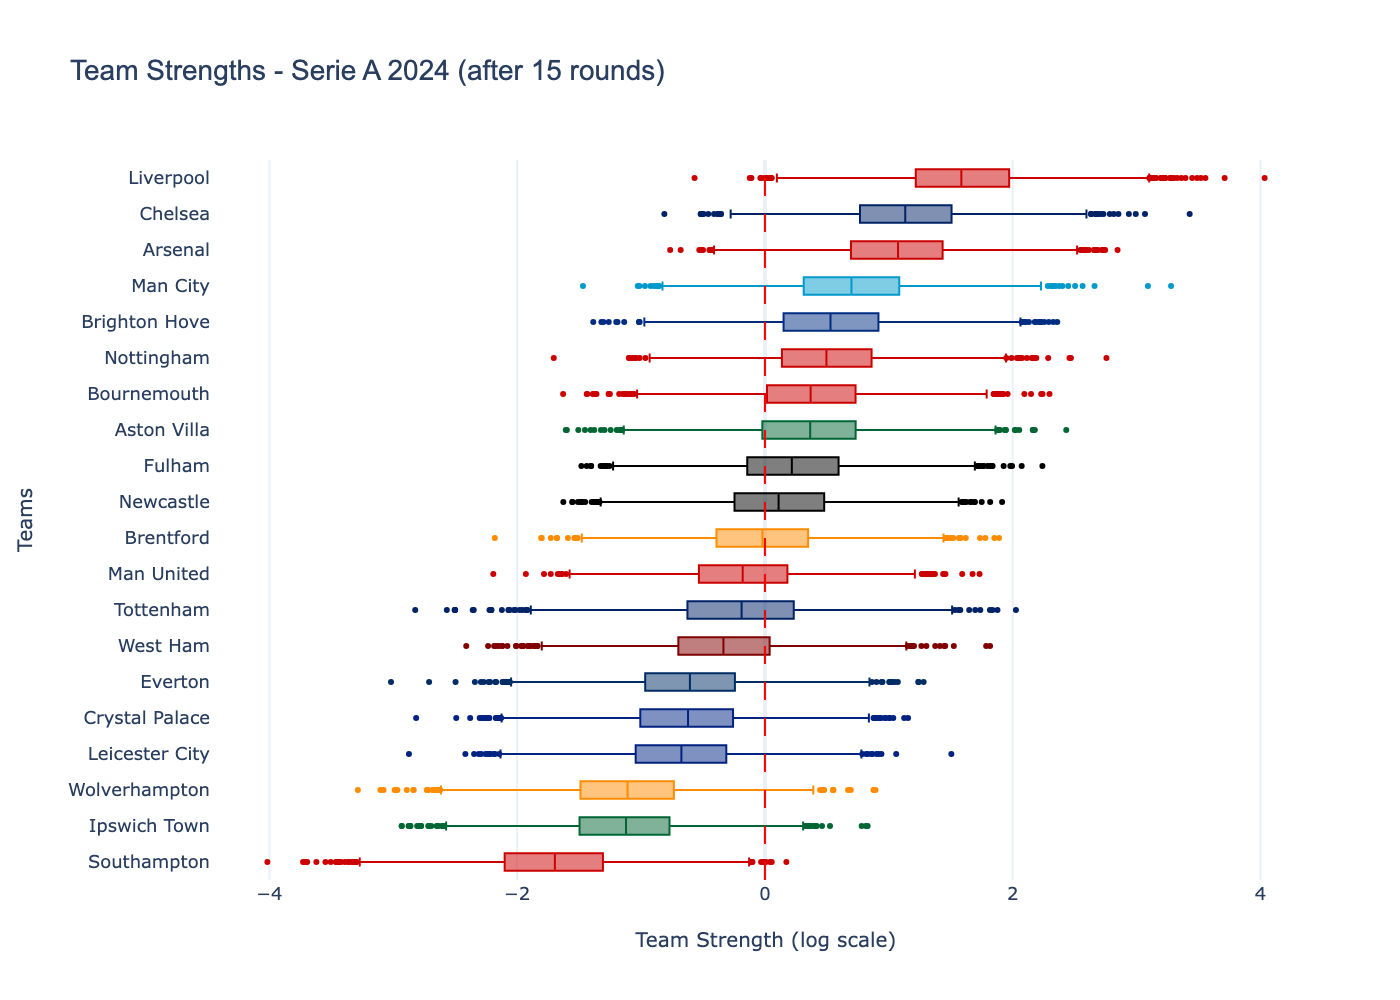 Team Strengths - Serie A 2024 (after 15 rounds)
Liverpool
Chelsea
Arsenal
Man City
Brighton Hove
Nottingham
Bournemouth
Aston Villa
Fulham
Newcastle
Brentford
Man United
Tottenham
West Ham
Everton
Crystal Palace
Leicester City
Wolverhampton
Ipswich Town
Southampton
Teams
−4 −2 0 2 4
Team Strength (log scale)